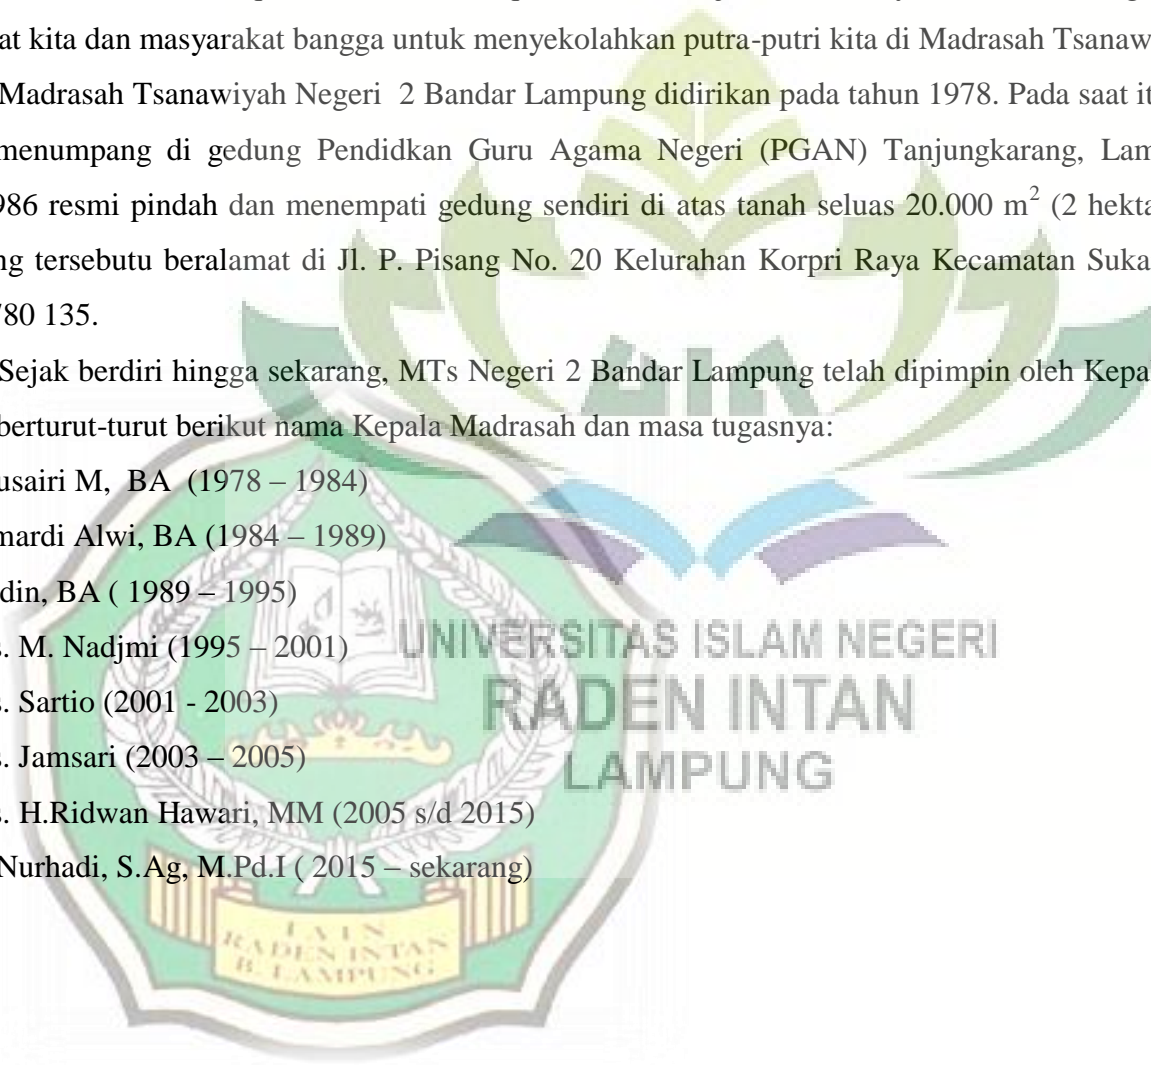 at kita dan masyarakat bangga untuk menyekolahkan putra-putri kita di Madrasah Tsanaw
Madrasah Tsanawiyah Negeri 2 Bandar Lampung didirikan pada tahun 1978. Pada saat it
menumpang di gedung Pendidkan Guru Agama Negeri (PGAN) Tanjungkarang, Lam
986 resmi pindah dan menempati gedung sendiri di atas tanah seluas 20.000 m² (2 hekta
ng tersebutu beralamat di Jl. P. Pisang No. 20 Kelurahan Korpri Raya Kecamatan Suka
780 135.
Sejak berdiri hingga sekarang, MTs Negeri 2 Bandar Lampung telah dipimpin oleh Kepa
berturut-turut berikut nama Kepala Madrasah dan masa tugasnya:
usairi M, BA (1978 – 1984)
mardi Alwi, BA (1984 – 1989)
din, BA ( 1989 – 1995)
s. M. Nadjmi (1995 – 2001)
s. Sartio (2001 - 2003)
s. Jamsari (2003 – 2005)
s. H.Ridwan Hawari, MM (2005 s/d 2015)
Nurhadi, S.Ag, M.Pd.I ( 2015 – sekarang)
UIN
UNIVERSITAS ISLAM NEGERI
RADEN INTAN
LAMPUNG
IAIN
RADEN INTAN
B. LAMPUNG